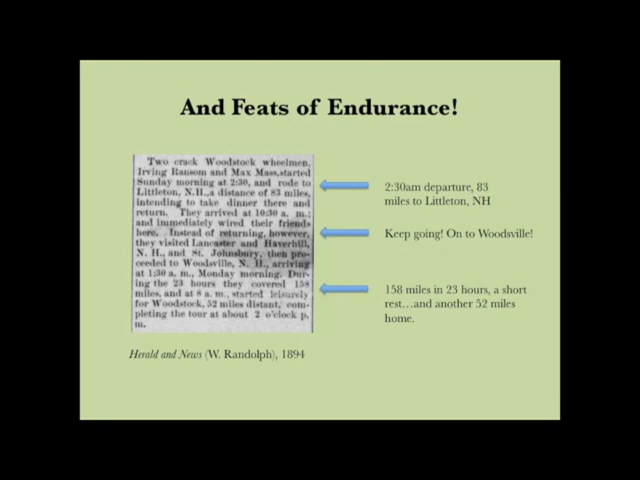 And Feats of Endurance!
Two crack Woodstock wheelmen,
Irving Ransom and Max Mass,started
Sunday morning at 2:30, and rode to
Littleton, N.H.,a distance of 83 miles,
intending to take dinner there and
return. They arrived at 10:30 a. m.;
and immediately wired their friends
here. Instead of returning, however,
they visited Lancaster and Haverhill,
N. H., and St. Johnsbury, then pro-
ceeded to Woodsville, N. H., arriving
at 1:30 a. m., Monday morning. Dur-
ing the 23 hours they covered 158
miles, and at 8 a. m., started leisurely
for Woodstock, 52 miles distant, com-
pleting the tour at about 2 o'clock p.
m.
2:30am departure, 83
miles to Littleton, NH
Keep going! On to Woodsville!
158 miles in 23 hours, a short
rest…and another 52 miles
home.
Herald and News (W. Randolph), 1894